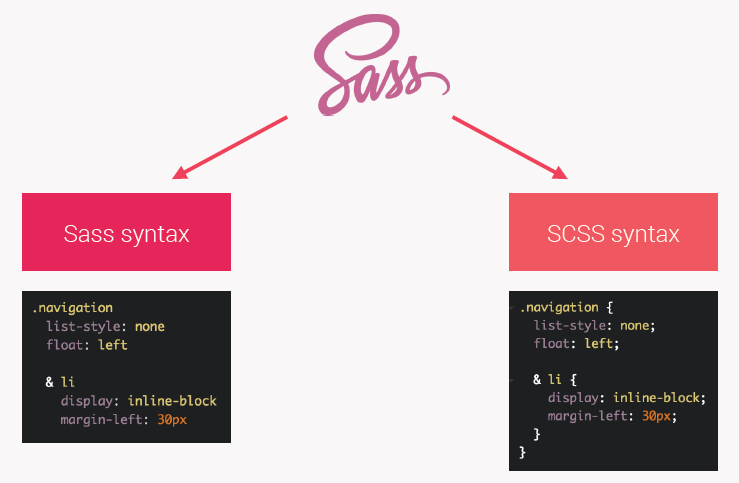 Sass
Sass syntax
.navigation
  list-style: none
  float: left

  & li
    display: inline-block
    margin-left: 30px
SCSS syntax
.navigation {
  list-style: none;
  float: left;

  & li {
    display: inline-block;
    margin-left: 30px;
  }
}